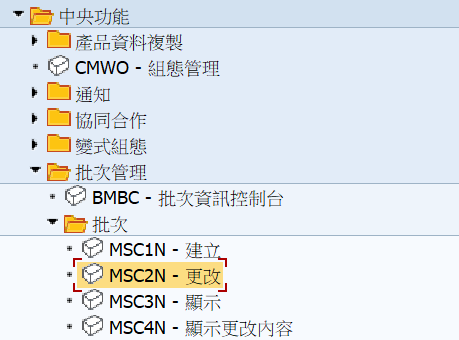 中央功能
產品資料複製
CMWO - 組態管理
通知
協同合作
變式組態
批次管理
BMBC - 批次資訊控制台
批次
MSC1N - 建立
MSC2N - 更改
MSC3N - 顯示
MSC4N - 顯示更改內容